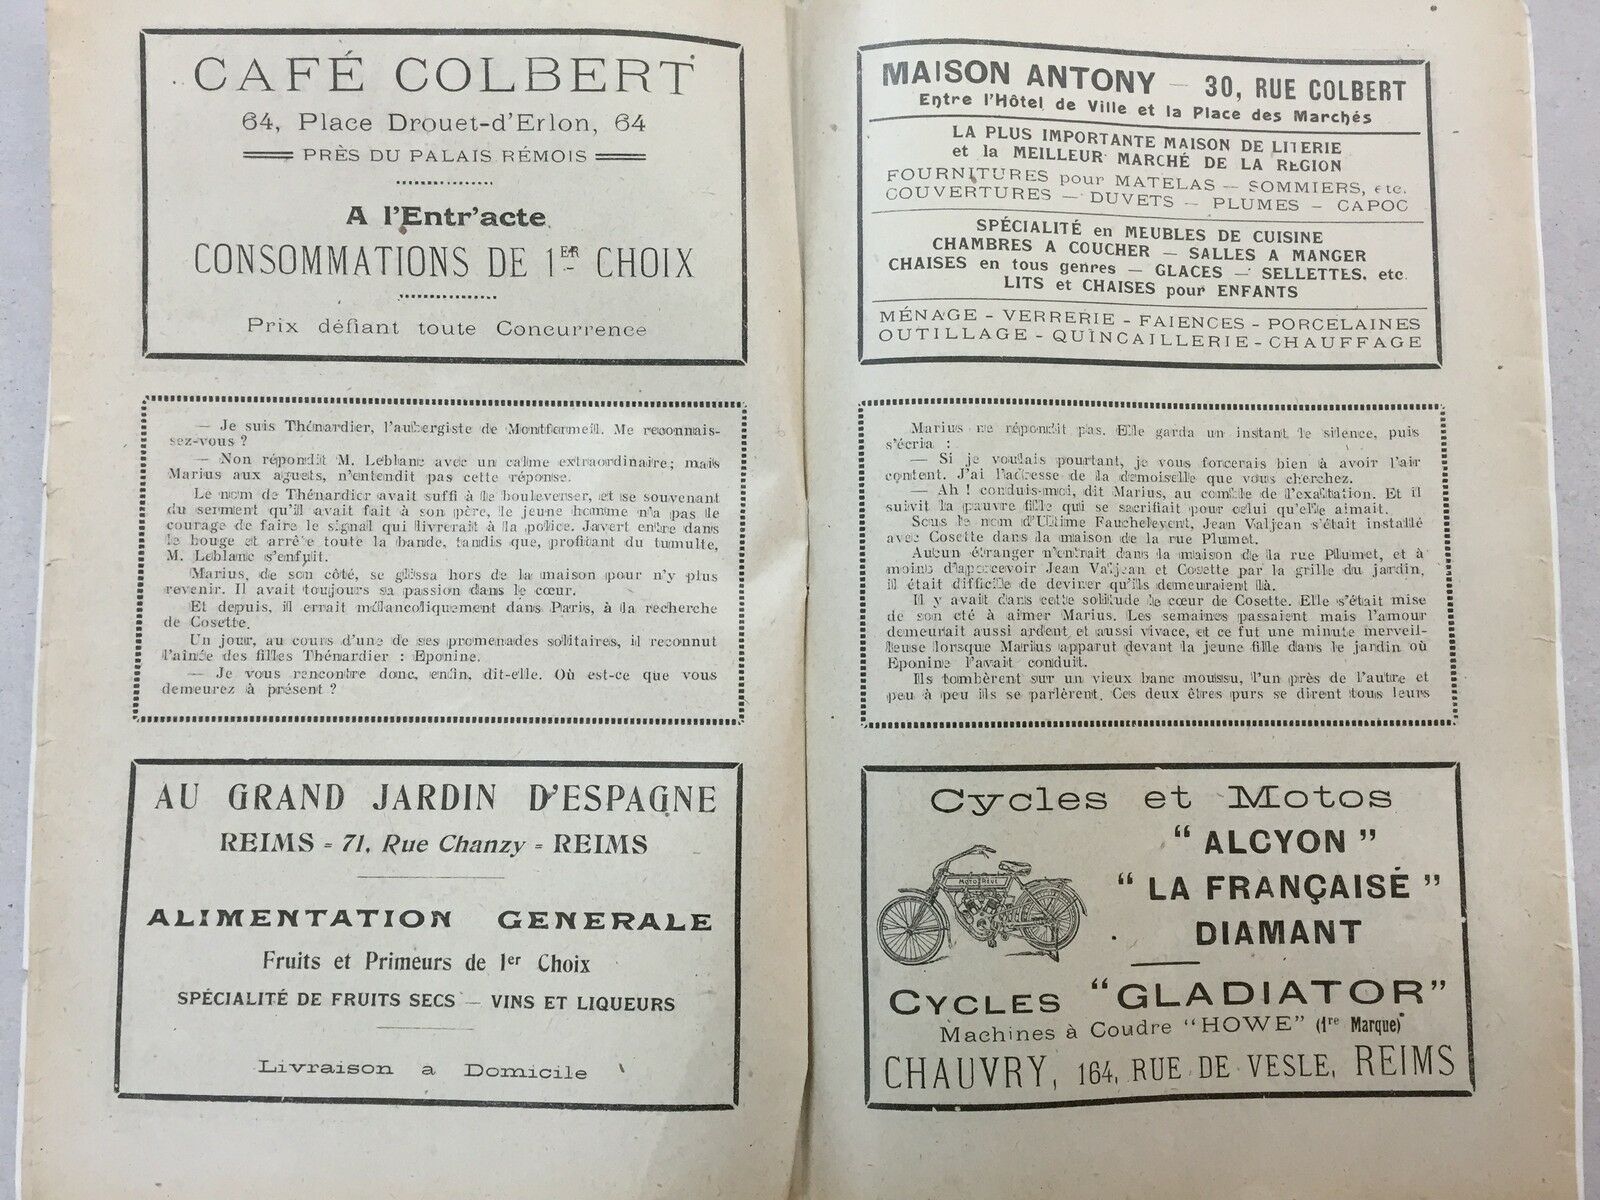 CAFÉ COLBERT
64, Place Drouet-d'Erlon, 64
PRÈS DU PALAIS RÉMOIS
A l'Entr'acte
CONSOMMATIONS DE 1ER CHOIX
Prix défiant toute Concurrence
— Je suis Thénardier, l'aubergiste de Montfermeil. Me reconnais-
sez-vous ?
— Non répondit M. Leblanc avec un calme extraordinaire; mais
Marius aux aguets, n'entendit pas cette réponse.
Le nom de Thénardier avait suffi à le bouleverser, et se souvenant
du serment qu'il avait fait à son père, le jeune homme n'a pas le
courage de faire le signal qui livrerait à la police. Javert entre dans
le bouge et arrête toute la bande, tandis que, profitant du tumulte,
M. Leblanc s'enfuit.
Marius, de son côté, se glissa hors de la maison pour n'y plus
revenir. Il avait toujours sa passion dans le cœur.
Et depuis, il errait mélancoliquement dans Paris, à la recherche
de Cosette.
Un jour, au cours d'une de ses promenades solitaires, il reconnut
l'aînée des filles Thénardier : Eponine.
— Je vous rencontre donc, enfin, dit-elle. Où est-ce que vous
demeurez à présent ?
AU GRAND JARDIN D'ESPAGNE
REIMS = 71, Rue Chanzy = REIMS
ALIMENTATION GENERALE
Fruits et Primeurs de 1er Choix
SPÉCIALITÉ DE FRUITS SECS — VINS ET LIQUEURS
Livraison a Domicile
MAISON ANTONY — 30, RUE COLBERT
Entre l'Hôtel de Ville et la Place des Marchés
LA PLUS IMPORTANTE MAISON DE LITERIE
et la MEILLEUR MARCHÉ DE LA RÉGION
FOURNITURES pour MATELAS — SOMMIERS, etc.
COUVERTURES — DUVETS — PLUMES — CAPOC
SPÉCIALITÉ en MEUBLES DE CUISINE
CHAMBRES A COUCHER — SALLES A MANGER
CHAISES en tous genres — GLACES — SELLETTES, etc
LITS et CHAISES pour ENFANTS
MÉNAGE - VERRERIE - FAIENCES - PORCELAINES
OUTILLAGE - QUINCAILLERIE - CHAUFFAGE
Marius ne répondit pas. Elle garda un instant le silence, puis
s'écria :
— Si je voulais pourtant, je vous forcerais bien à avoir l'air
content. J'ai l'adresse de la demoiselle que vous cherchez.
— Ah ! conduis-moi, dit Marius, au comble de l'exaltation. Et il
suivit la pauvre fille qui se sacrifiait pour celui qu'elle aimait.
Sous le nom d'Ultime Fauchelevent, Jean Valjean s'était installé
avec Cosette dans la maison de la rue Plumet.
Aucun étranger n'entrait dans la maison de la rue Plumet, et à
moins d'apercevoir Jean Valjean et Cosette par la grille du jardin,
il était difficile de deviner qu'ils demeuraient là.
Il y avait dans cette solitude le cœur de Cosette. Elle s'était mise
de son cté à aimer Marius. Les semaines passaient mais l'amour
demeurait aussi ardent et aussi vivace, et ce fut une minute merveil-
leuse lorsque Marius apparut devant la jeune fille dans le jardin où
Eponine l'avait conduit.
Ils tombèrent sur un vieux banc moussu, l'un près de l'autre et
peu à peu ils se parlèrent. Ces deux êtres purs se dirent tous leurs
Cycles et Motos
" ALCYON "
" LA FRANÇAISE "
DIAMANT
MOTO RÊVE
CYCLES "GLADIATOR"
Machines à Coudre "HOWE" (1re Marque)
CHAUVRY, 164, RUE DE VESLE, REIMS